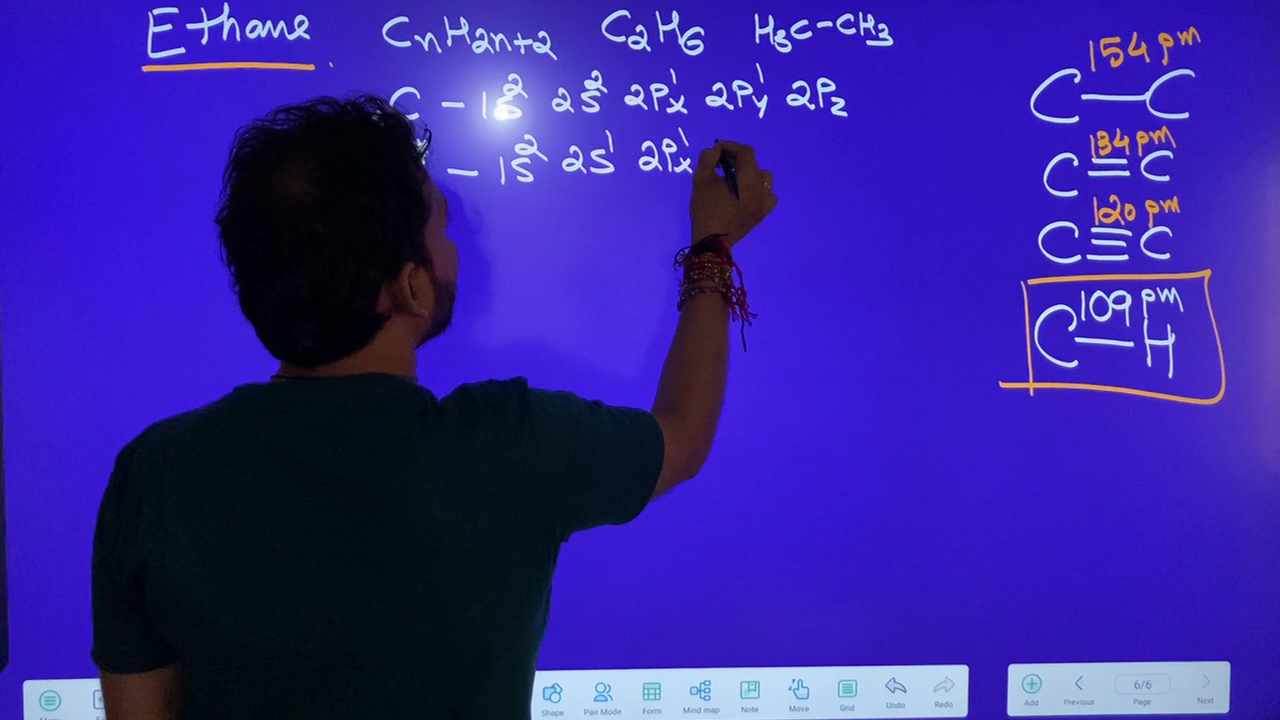 Ethane CnH2n+2 C2H6 H3C-CH3
C - 1s² 2s² 2Px¹ 2Py¹ 2Pz
- 1s² 2s¹ 2Px¹
154 pm
C-C
134 pm
C=C
120 pm
C≡C
109 pm
C-H
Shape Pair Mode Form Mind map Note Move Grid Undo Redo
Add Previous 6/6 Page Next